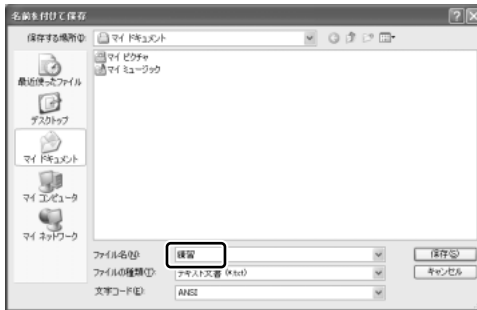 名前を付けて保存
保存する場所(I):
マイ ドキュメント
マイ ピクチャ
マイ ミュージック
最近使ったファイル
デスクトップ
マイ ドキュメント
マイ コンピュータ
マイ ネットワーク
ファイル名(N):
練習
保存(S)
ファイルの種類(T):
テキスト文書 (*.txt)
キャンセル
文字コード(E):
ANSI